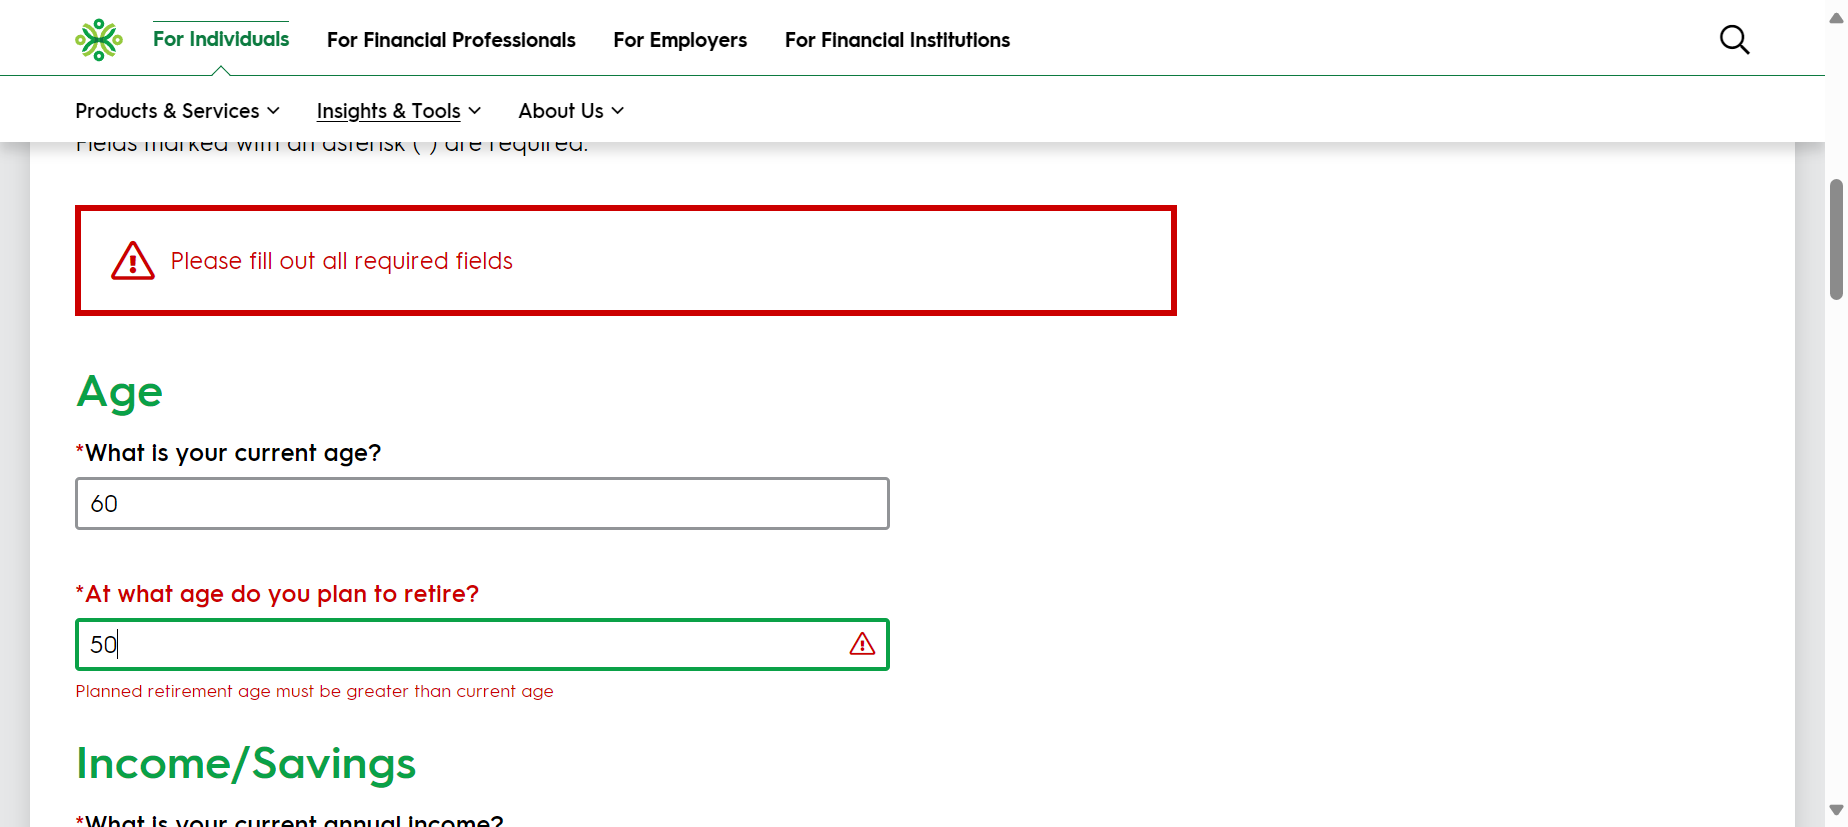 For Individuals For Financial Professionals For Employers For Financial Institutions
Products & Services Insights & Tools About Us
Fields marked with an asterisk ( ) are required.
Please fill out all required fields
Age
*What is your current age?
60
*At what age do you plan to retire?
50
Planned retirement age must be greater than current age
Income/Savings
*What is your current annual income?